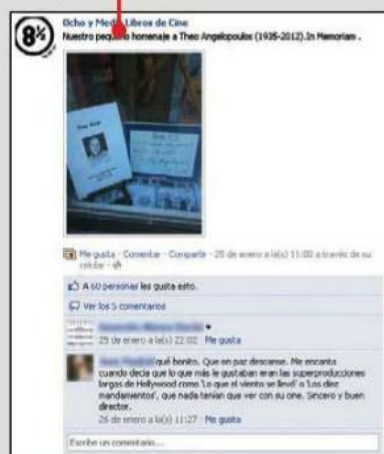 8½
Ocho y Medio Libros de Cine
Nuestro pequeño homenaje a Theo Angelopoulos (1935-2012).In Memoriam .
Me gusta · Comentar · Compartir · 25 de enero a la(s) 11:00 a través de su
celular ·
A 60 personas les gusta esto.
Ver los 5 comentarios
25 de enero a la(s) 22:02 · Me gusta
qué bonito. Que en paz descanse. Me encanta
cuando decía que lo que más le gustaban eran las superproducciones
largas de Hollywood como 'Lo que el viento se llevó' o 'Los diez
mandamientos', que nada tenían que ver con su cine. Sincero y buen
director.
26 de enero a la(s) 11:27 · Me gusta
Escribe un comentario...